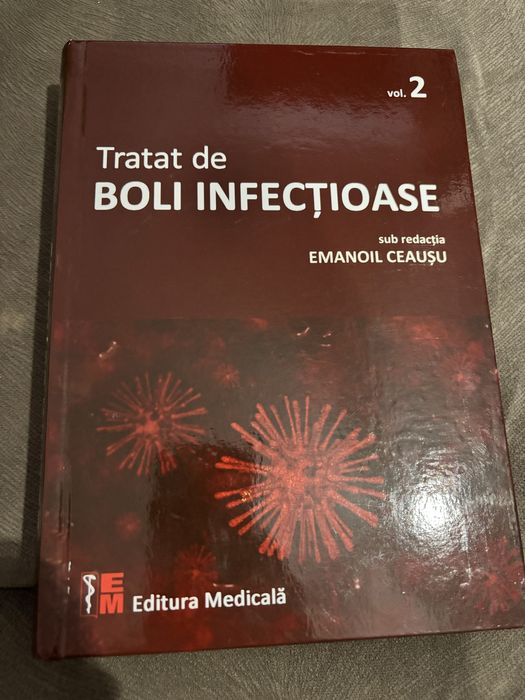 vol. 2
Tratat de
BOLI INFECȚIOASE
sub redacția
EMANOIL CEAUȘU
EM Editura Medicală